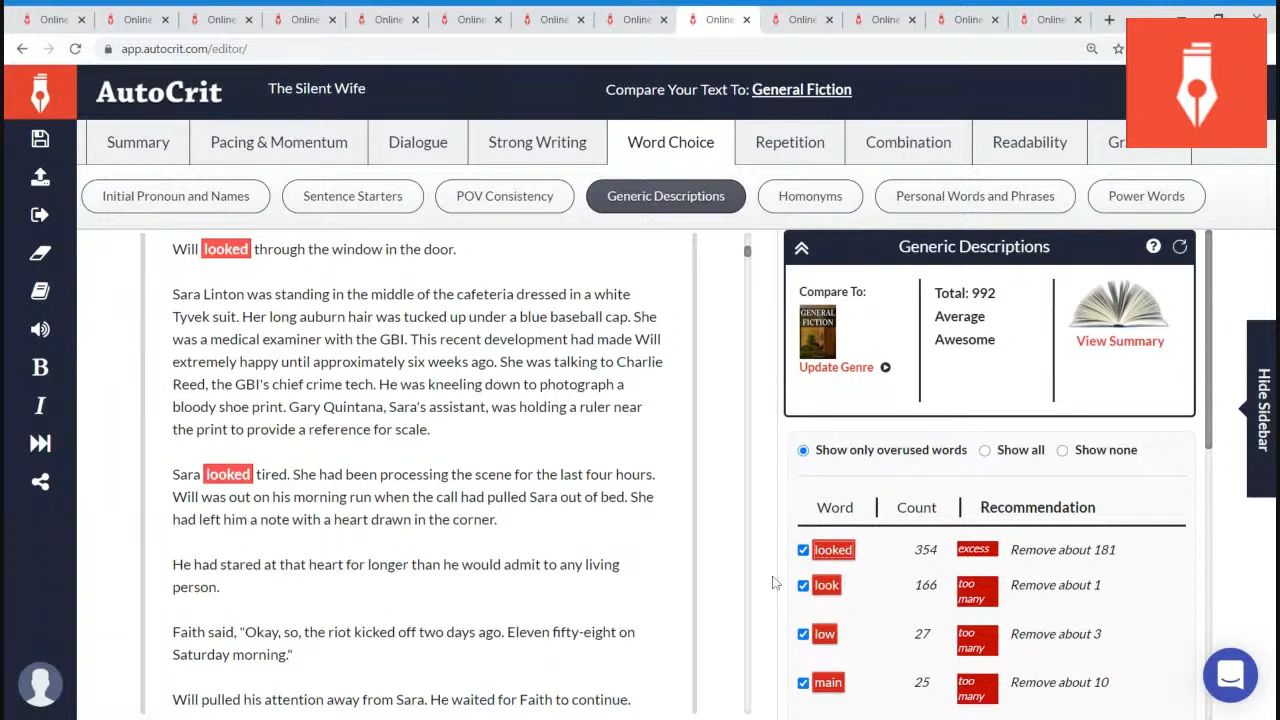 Online
Online
Online
Online
Online
Online
Online
Online
Online
Online
Online
Online
Online
app.autocrit.com/editor/
AutoCrit
The Silent Wife
Compare Your Text To: General Fiction
Summary
Pacing & Momentum
Dialogue
Strong Writing
Word Choice
Repetition
Combination
Readability
Gr
Initial Pronoun and Names
Sentence Starters
POV Consistency
Generic Descriptions
Homonyms
Personal Words and Phrases
Power Words
Will looked through the window in the door.
Sara Linton was standing in the middle of the cafeteria dressed in a white
Tyvek suit. Her long auburn hair was tucked up under a blue baseball cap. She
was a medical examiner with the GBI. This recent development had made Will
extremely happy until approximately six weeks ago. She was talking to Charlie
Reed, the GBI's chief crime tech. He was kneeling down to photograph a
bloody shoe print. Gary Quintana, Sara's assistant, was holding a ruler near
the print to provide a reference for scale.
Sara looked tired. She had been processing the scene for the last four hours.
Will was out on his morning run when the call had pulled Sara out of bed. She
had left him a note with a heart drawn in the corner.
He had stared at that heart for longer than he would admit to any living
person.
Faith said, "Okay, so, the riot kicked off two days ago. Eleven fifty-eight on
Saturday morning."
Will pulled his attention away from Sara. He waited for Faith to continue.
Generic Descriptions
Compare To:
GENERAL
FICTION
Update Genre
Total: 992
Average
Awesome
View Summary
Show only overused words
Show all
Show none
Word
Count
Recommendation
looked 354 excess Remove about 181
look 166 too many Remove about 1
low 27 too many Remove about 3
main 25 too many Remove about 10
Hide Sidebar
B
I